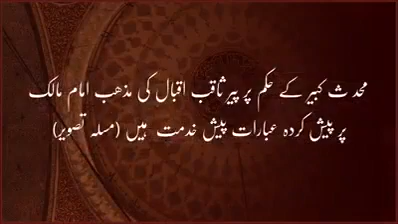 محدث کبیر کے حکم پر پیر ثاقب اقبال کی مذھب امام مالک
پر پیش کردہ عبارات پیش خدمت ہیں (مسلہ تصویر)